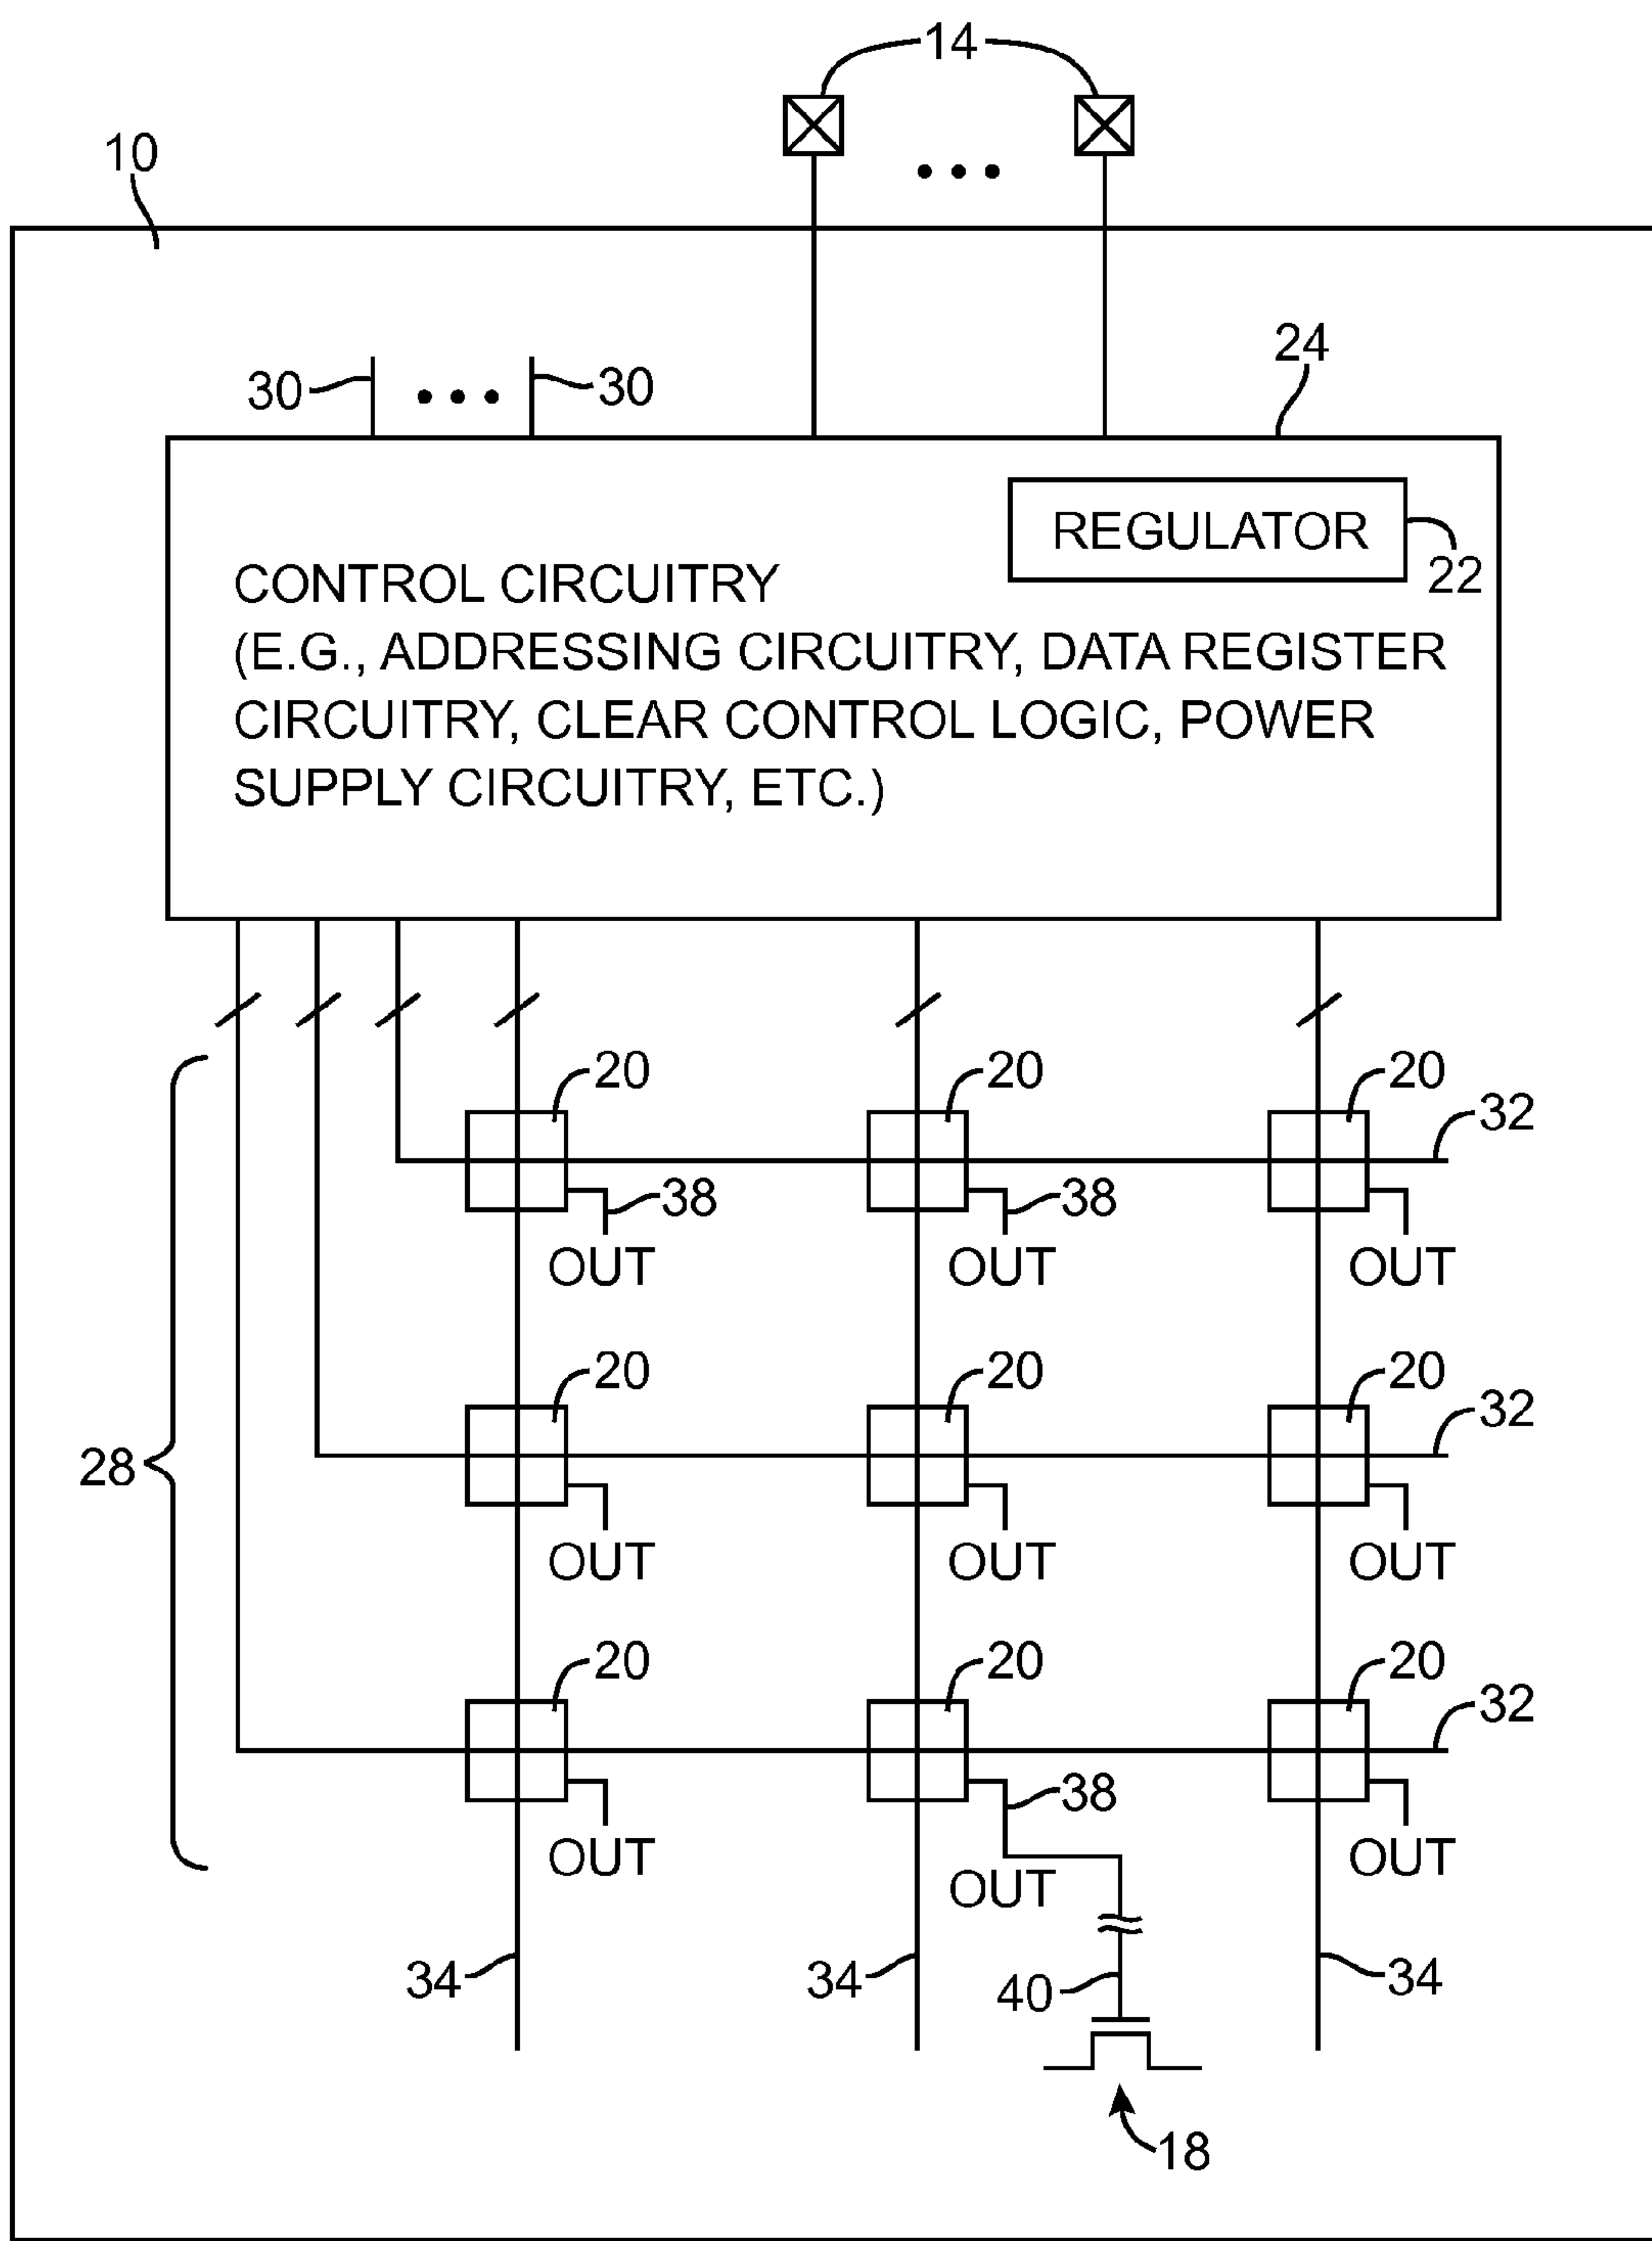 14
10
24
30
30
REGULATOR
22
CONTROL CIRCUITRY
(E.G., ADDRESSING CIRCUITRY, DATA REGISTER
CIRCUITRY, CLEAR CONTROL LOGIC, POWER
SUPPLY CIRCUITRY, ETC.)
20 20 20
32
38 38
OUT OUT OUT
20 20 20
32
28
OUT OUT OUT
20 20 20
32
38
OUT OUT OUT
34 34 40 34
18